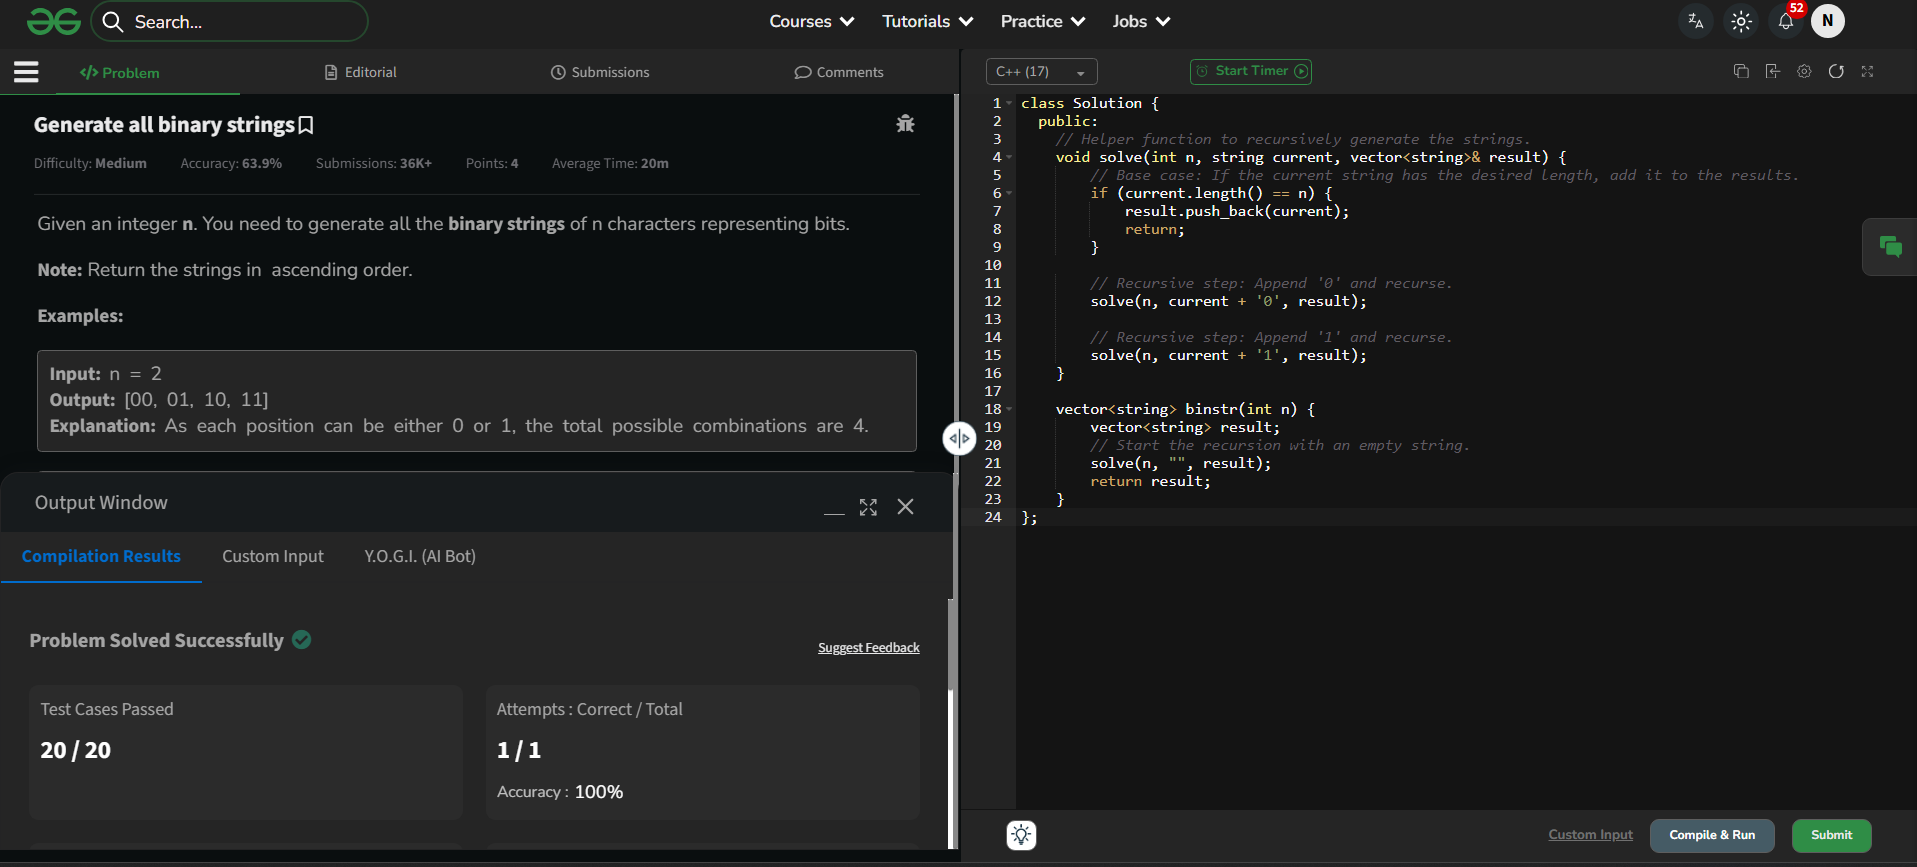 Search...
Courses
Tutorials
Practice
Jobs
52
N
Problem
Editorial
Submissions
Comments
Generate all binary strings
Difficulty: Medium
Accuracy: 63.9%
Submissions: 36K+
Points: 4
Average Time: 20m
Given an integer n. You need to generate all the binary strings of n characters representing bits.
Note: Return the strings in ascending order.
Examples:
Input: n = 2
Output: [00, 01, 10, 11]
Explanation: As each position can be either 0 or 1, the total possible combinations are 4.
Output Window
Compilation Results
Custom Input
Y.O.G.I. (AI Bot)
Problem Solved Successfully
Suggest Feedback
Test Cases Passed
20 / 20
Attempts : Correct / Total
1 / 1
Accuracy : 100%
C++ (17)
Start Timer
1 class Solution {
2 public:
3 // Helper function to recursively generate the strings.
4 void solve(int n, string current, vector<string>& result) {
5 // Base case: If the current string has the desired length, add it to the results.
6 if (current.length() == n) {
7 result.push_back(current);
8 return;
9 }
10
11 // Recursive step: Append '0' and recurse.
12 solve(n, current + '0', result);
13
14 // Recursive step: Append '1' and recurse.
15 solve(n, current + '1', result);
16 }
17
18 vector<string> binstr(int n) {
19 vector<string> result;
20 // Start the recursion with an empty string.
21 solve(n, "", result);
22 return result;
23 }
24 };
Custom Input
Compile & Run
Submit